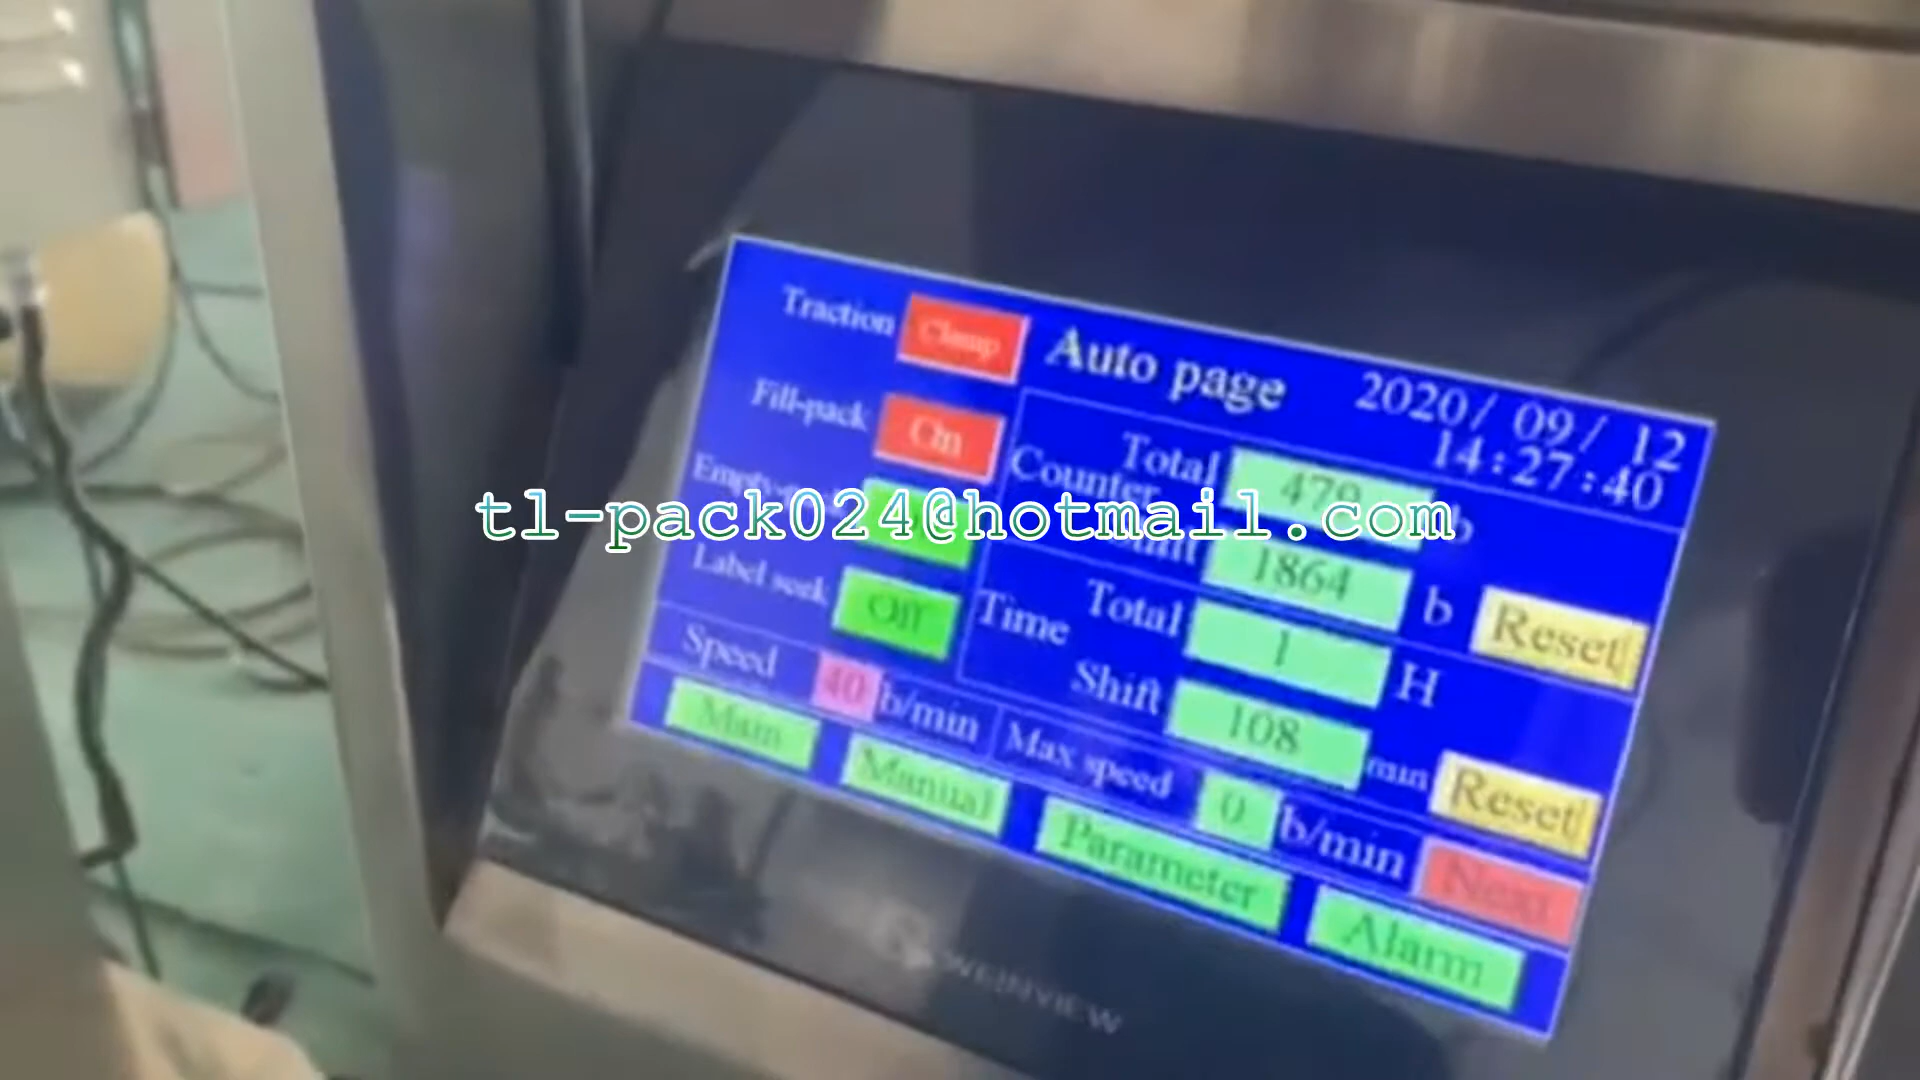 Traction Clamp Auto page 2020/ 09/ 12
14:27:40
Fill-pack On
Counter Total b
tl-pack024@hotmail.com
1864 b Reset
Label seek Off
Time Total 1 H
Shift 108 min Reset
Speed 40 b/min Max speed 0 b/min Next
Main Manual Parameter Alarm
WEINVIEW